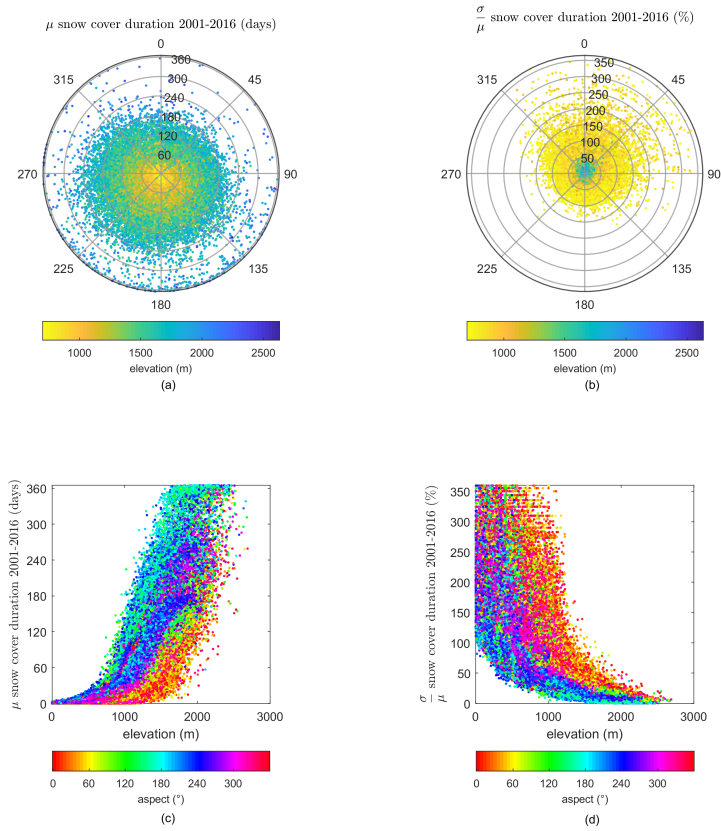 μ snow cover duration 2001-2016 (days)
0
45
90
135
180
225
270
315
60
120
180
240
300
360
1000 1500 2000 2500
elevation (m)
(a)
σ/μ snow cover duration 2001-2016 (%)
0
45
90
135
180
225
270
315
50
100
150
200
250
300
350
1000 1500 2000 2500
elevation (m)
(b)
μ snow cover duration 2001-2016 (days)
360
300
240
180
120
60
0
0 1000 2000 3000
elevation (m)
0 60 120 180 240 300
aspect (°)
(c)
σ/μ snow cover duration 2001-2016 (%)
350
300
250
200
150
100
50
0
0 1000 2000 3000
elevation (m)
0 60 120 180 240 300
aspect (°)
(d)